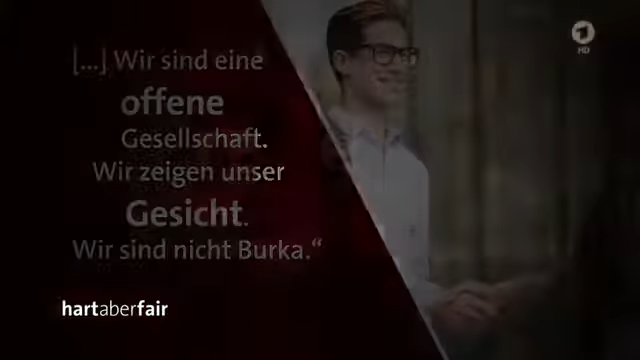 [...] Wir sind eine
offene
Gesellschaft.
Wir zeigen unser
Gesicht.
Wir sind nicht Burka.“
hartaberfair
1
HD